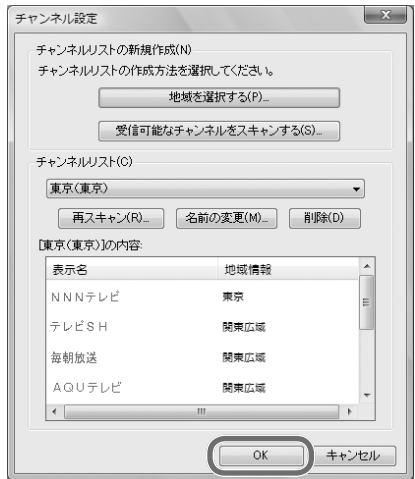 チャンネル設定
チャンネルリストの新規作成(N)
チャンネルリストの作成方法を選択してください。
地域を選択する(P)...
受信可能なチャンネルをスキャンする(S)...
チャンネルリスト(C)
東京(東京)
再スキャン(R)... 名前の変更(M)... 削除(D)
[東京(東京)]の内容:
表示名 地域情報
NNNテレビ 東京
テレビSH 関東広域
毎朝放送 関東広域
AQUテレビ 関東広域
OK キャンセル